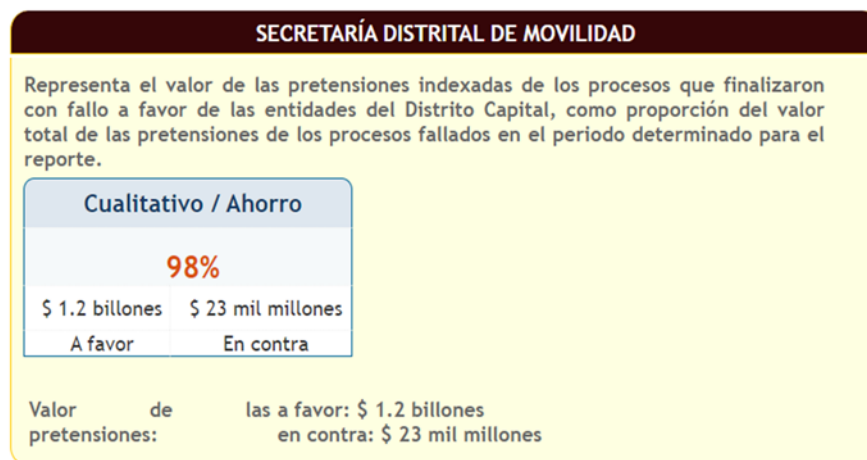 SECRETARÍA DISTRITAL DE MOVILIDAD
Representa el valor de las pretensiones indexadas de los procesos que finalizaron
con fallo a favor de las entidades del Distrito Capital, como proporción del valor
total de las pretensiones de los procesos fallados en el periodo determinado para el
reporte.
Cualitativo / Ahorro
98%
$ 1.2 billones $ 23 mil millones
A favor En contra
Valor de las a favor: $ 1.2 billones
pretensiones: en contra: $ 23 mil millones